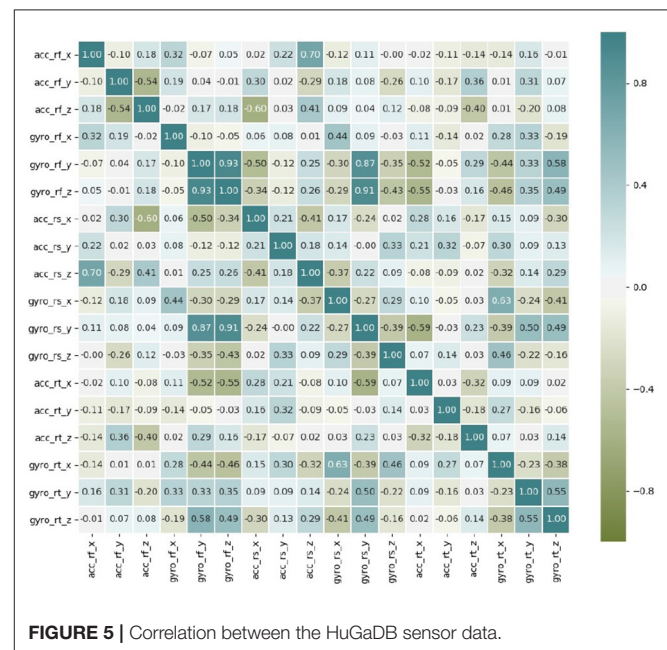 acc_rf_x 1.00 -0.10 0.18 0.32 -0.07 0.05 0.02 0.22 0.70 -0.12 0.11 -0.00 -0.02 -0.11 -0.14 -0.14 0.16 -0.01
acc_rf_y -0.10 1.00 -0.54 0.19 0.04 -0.01 0.30 0.02 -0.29 0.18 0.08 -0.26 0.10 -0.17 0.36 0.01 0.31 0.07
0.8
acc_rf_z 0.18 -0.54 1.00 -0.02 0.17 0.18 -0.60 0.03 0.41 0.09 0.04 0.12 -0.08 -0.09 -0.40 0.01 -0.20 0.08
gyro_rf_x 0.32 0.19 -0.02 1.00 -0.10 -0.05 0.06 0.08 0.01 0.44 0.09 -0.03 0.11 -0.14 0.02 0.28 0.33 -0.19
gyro_rf_y -0.07 0.04 0.17 -0.10 1.00 0.93 -0.50 -0.12 0.25 -0.30 0.87 -0.35 -0.52 -0.05 0.29 -0.44 0.33 0.58
gyro_rf_z 0.05 -0.01 0.18 -0.05 0.93 1.00 -0.34 -0.12 0.26 -0.29 0.91 -0.43 -0.55 -0.03 0.16 -0.46 0.35 0.49
0.4
acc_rs_x 0.02 0.30 -0.60 0.06 -0.50 -0.34 1.00 0.21 -0.41 0.17 -0.24 0.02 0.28 0.16 -0.17 0.15 0.09 -0.30
acc_rs_y 0.22 0.02 0.03 0.08 -0.12 -0.12 0.21 1.00 0.18 0.14 -0.00 0.33 0.21 0.32 -0.07 0.30 0.09 0.13
acc_rs_z 0.70 -0.29 0.41 0.01 0.25 0.26 -0.41 0.18 1.00 -0.37 0.22 0.09 -0.08 -0.09 0.02 -0.32 0.14 0.29
0.0
gyro_rs_x -0.12 0.18 0.09 0.44 -0.30 -0.29 0.17 0.14 -0.37 1.00 -0.27 0.29 0.10 -0.05 0.03 0.63 -0.24 -0.41
gyro_rs_y 0.11 0.08 0.04 0.09 0.87 0.91 -0.24 -0.00 0.22 -0.27 1.00 -0.39 -0.59 -0.03 0.23 -0.39 0.50 0.49
gyro_rs_z -0.00 -0.26 0.12 -0.03 -0.35 -0.43 0.02 0.33 0.09 0.29 -0.39 1.00 0.07 0.14 0.03 0.46 -0.22 -0.16
acc_rt_x -0.02 0.10 -0.08 0.11 -0.52 -0.55 0.28 0.21 -0.08 0.10 -0.59 0.07 1.00 0.03 -0.32 0.09 0.09 0.02
-0.4
acc_rt_y -0.11 -0.17 -0.09 -0.14 -0.05 -0.03 0.16 0.32 -0.09 -0.05 -0.03 0.14 0.03 1.00 -0.18 0.27 -0.16 -0.06
acc_rt_z -0.14 0.36 -0.40 0.02 0.29 0.16 -0.17 -0.07 0.02 0.03 0.23 0.03 -0.32 -0.18 1.00 0.07 0.03 0.14
gyro_rt_x -0.14 0.01 0.01 0.28 -0.44 -0.46 0.15 0.30 -0.32 0.63 -0.39 0.46 0.09 0.27 0.07 1.00 -0.23 -0.38
gyro_rt_y 0.16 0.31 -0.20 0.33 0.33 0.35 0.09 0.09 0.14 -0.24 0.50 -0.22 0.09 -0.16 0.03 -0.23 1.00 0.55
-0.8
gyro_rt_z -0.01 0.07 0.08 -0.19 0.58 0.49 -0.30 0.13 0.29 -0.41 0.49 -0.16 0.02 -0.06 0.14 -0.38 0.55 1.00
acc_rf_x acc_rf_y acc_rf_z gyro_rf_x gyro_rf_y gyro_rf_z acc_rs_x acc_rs_y acc_rs_z gyro_rs_x gyro_rs_y gyro_rs_z acc_rt_x acc_rt_y acc_rt_z gyro_rt_x gyro_rt_y gyro_rt_z
FIGURE 5 | Correlation between the HuGaDB sensor data.